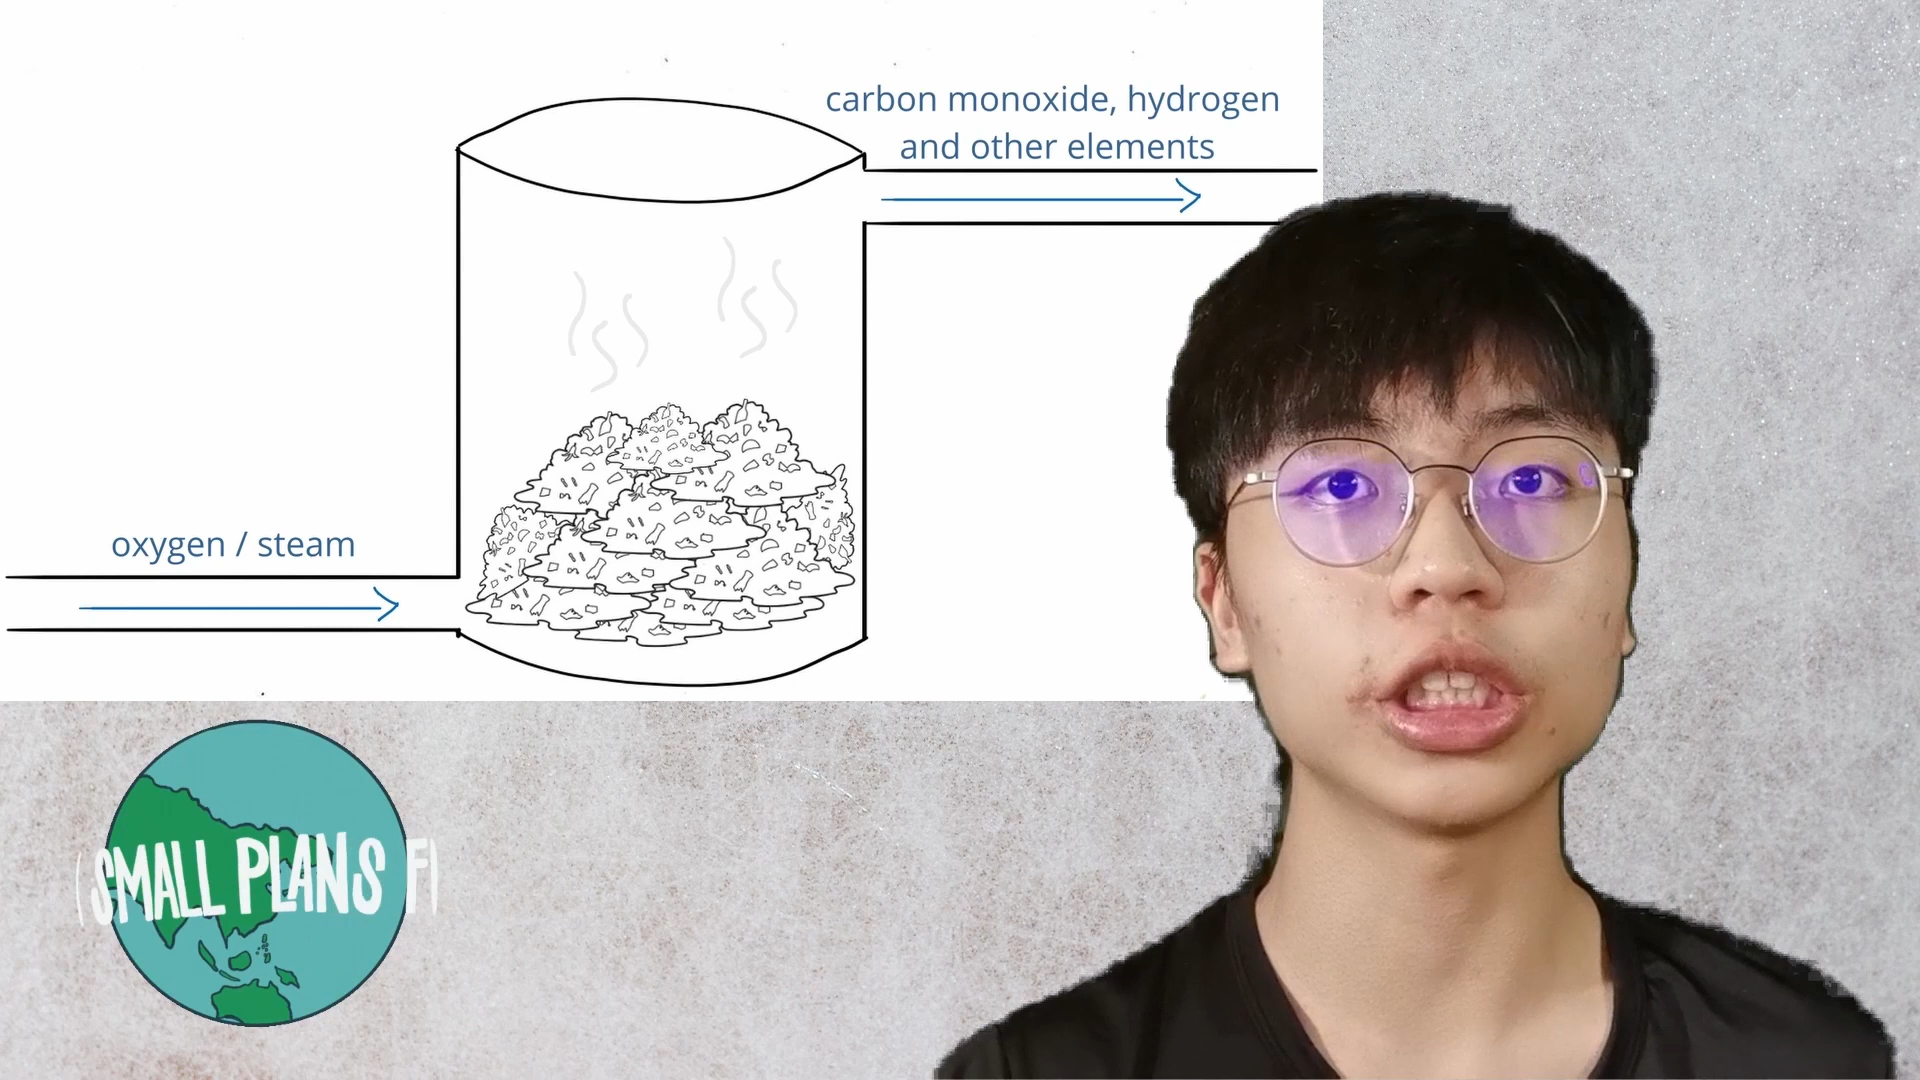 carbon monoxide, hydrogen
and other elements
oxygen / steam
SMALL PLANS